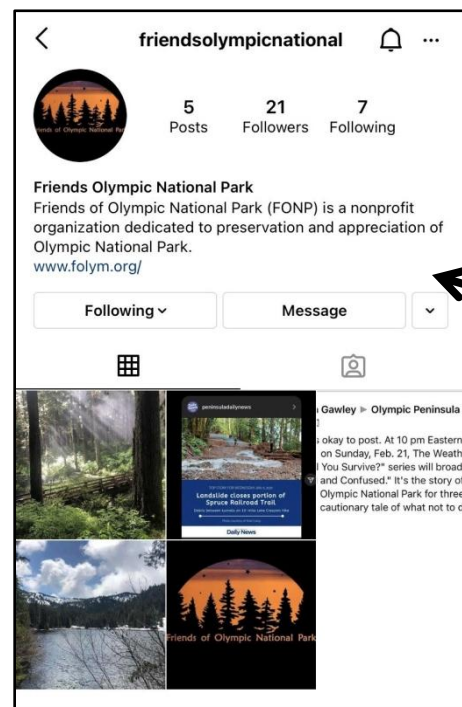 friendsolympicnational
5 21 7
Posts Followers Following
Friends of Olympic National Park
Friends Olympic National Park
Friends of Olympic National Park (FONP) is a nonprofit
organization dedicated to preservation and appreciation of
Olympic National Park.
www.folym.org/
Following Message
peninsuladailynews
Landslide closes portion of
Spruce Railroad Trail
Daily News
Gawley Olympic Peninsula
okay to post. At 10 pm Eastern
on Sunday, Feb. 21, The Weath
You Survive?" series will broad
and Confused." It's the story of
Olympic National Park for three
cautionary tale of what not to d
Friends of Olympic National Park